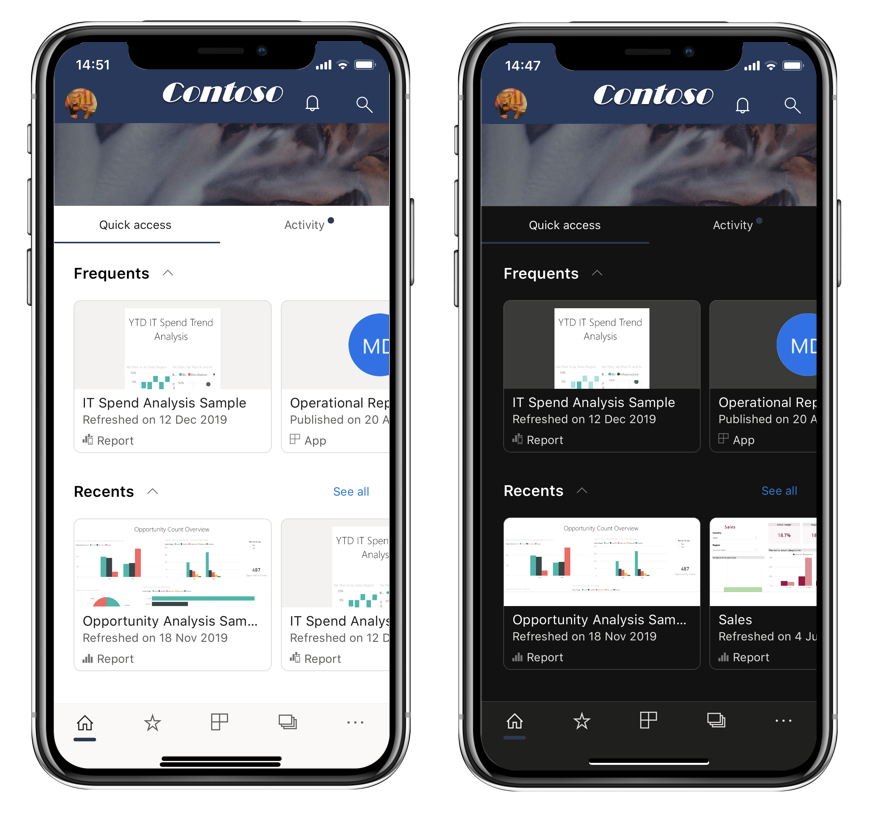 14:51
Contoso
Quick access
Activity
Frequents
YTD IT Spend Trend
Analysis
MD
IT Spend Analysis Sample
Refreshed on 12 Dec 2019
Report
Operational Rep
Published on 20 A
App
Recents
See all
Opportunity Count Overview
487
Opportunity Analysis Sam...
Refreshed on 18 Nov 2019
Report
YTD IT Spen
Analys
IT Spend Analys
Refreshed on 12 D
Report
14:47
Contoso
Quick access
Activity
Frequents
YTD IT Spend Trend
Analysis
MD
IT Spend Analysis Sample
Refreshed on 12 Dec 2019
Report
Operational Rep
Published on 20 A
App
Recents
See all
Opportunity Count Overview
487
Opportunity Analysis Sam...
Refreshed on 18 Nov 2019
Report
Sales
18.7%
Sales
Refreshed on 4 Ju
Report